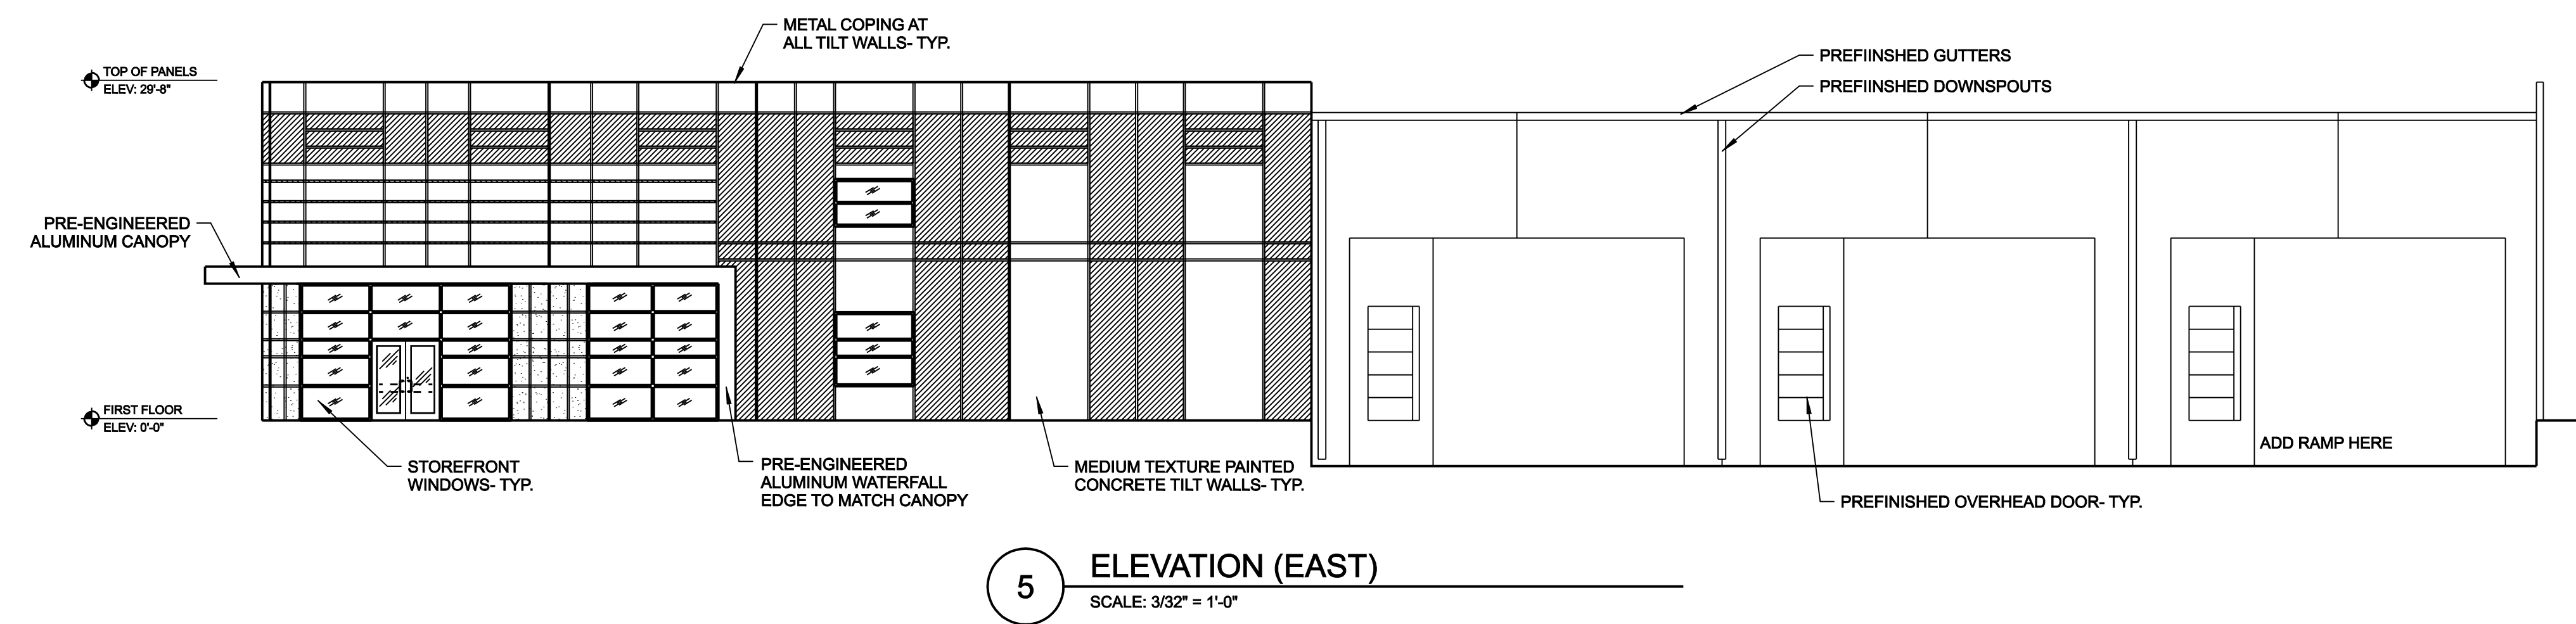 METAL COPING AT
ALL TILT WALLS- TYP.
PREFIINSHED GUTTERS
PREFIINSHED DOWNSPOUTS
TOP OF PANELS
ELEV: 29'-8"
PRE-ENGINEERED
ALUMINUM CANOPY
FIRST FLOOR
ELEV: 0'-0"
STOREFRONT
WINDOWS- TYP.
PRE-ENGINEERED
ALUMINUM WATERFALL
EDGE TO MATCH CANOPY
MEDIUM TEXTURE PAINTED
CONCRETE TILT WALLS- TYP.
ADD RAMP HERE
PREFINISHED OVERHEAD DOOR- TYP.
5
ELEVATION (EAST)
SCALE: 3/32" = 1'-0"